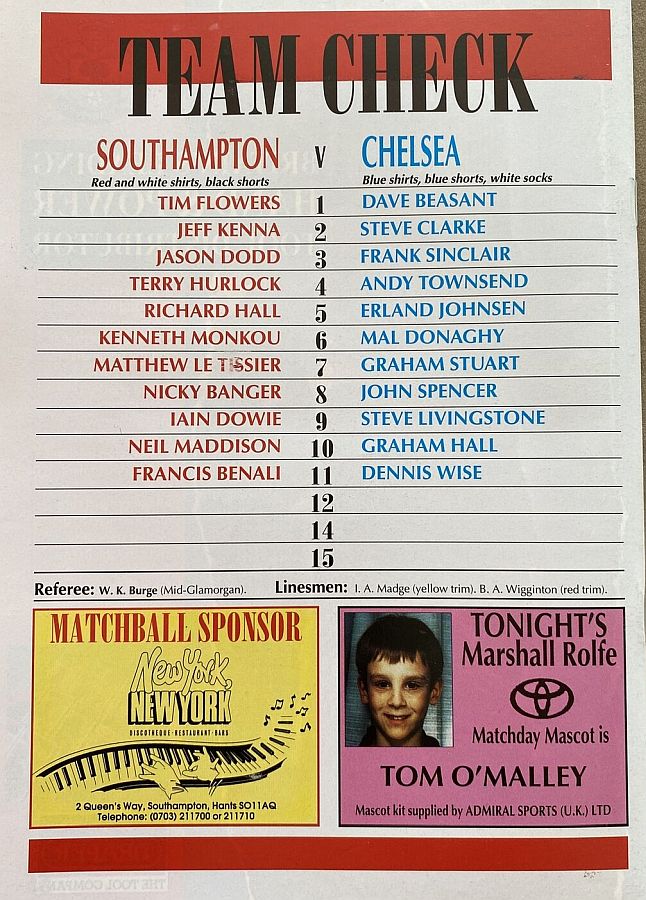 TEAM CHECK
SOUTHAMPTON V CHELSEA
Red and white shirts, black shorts Blue shirts, blue shorts, white socks
TIM FLOWERS 1 DAVE BEASANT
JEFF KENNA 2 STEVE CLARKE
JASON DODD 3 FRANK SINCLAIR
TERRY HURLOCK 4 ANDY TOWNSEND
RICHARD HALL 5 ERLAND JOHNSEN
KENNETH MONKOU 6 MAL DONAGHY
MATTHEW LE TISSIER 7 GRAHAM STUART
NICKY BANGER 8 JOHN SPENCER
IAIN DOWIE 9 STEVE LIVINGSTONE
NEIL MADDISON 10 GRAHAM HALL
FRANCIS BENALI 11 DENNIS WISE
12
14
15
Referee: W. K. Burge (Mid-Glamorgan). Linesmen: I. A. Madge (yellow trim). B. A. Wigginton (red trim).
MATCHBALL SPONSOR
New York,
NEW YORK
DISCOTHEQUE · RESTAURANT · BARS
2 Queen's Way, Southampton, Hants SO11AQ
Telephone: (0703) 211700 or 211710
TONIGHT'S
Marshall Rolfe
Matchday Mascot is
TOM O'MALLEY
Mascot kit supplied by ADMIRAL SPORTS (U.K.) LTD